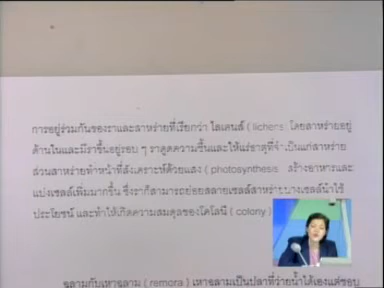 การอยู่ร่วมกันของราและสาหร่ายที่เรียกว่า ไลเคนส์ ( lichens ) โดยสาหร่ายอยู่
ด้านในและมีราขึ้นอยู่รอบ ๆ ราดูดความชื้นและให้แร่ธาตุที่จำเป็นแก่สาหร่าย
ส่วนสาหร่ายทำหน้าที่สังเคราะห์ด้วยแสง ( photosynthesis สร้างอาหารและ
แบ่งเซลล์เพิ่มมากขึ้น ซึ่งราก็สามารถย่อยสลายเซลล์สาหร่ายบางเซลล์นำใช้
ประโยชน์ และทำให้เกิดความสมดุลของโคโลนี ( colony )
ฉลามกับเหาฉลาม ( remora ) เหาฉลามเป็นปลาที่ว่ายน้ำได้เองแต่ชอบ